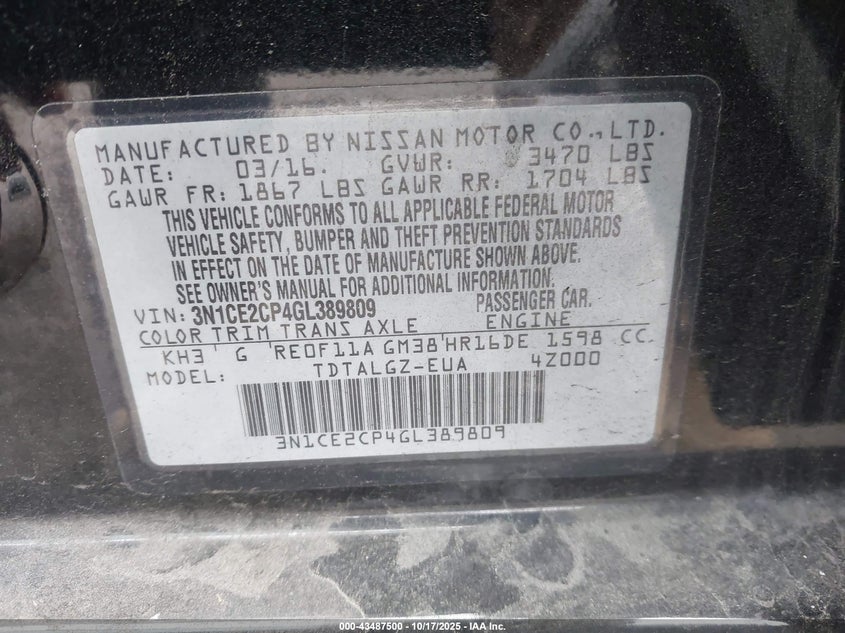 MANUFACTURED BY NISSAN MOTOR CO., LTD.
DATE: 03/16. GVWR: 3470 LBS
GAWR FR: 1867 LBS GAWR RR: 1704 LBS
THIS VEHICLE CONFORMS TO ALL APPLICABLE FEDERAL MOTOR
VEHICLE SAFETY, BUMPER AND THEFT PREVENTION STANDARDS
IN EFFECT ON THE DATE OF MANUFACTURE SHOWN ABOVE.
SEE OWNER'S MANUAL FOR ADDITIONAL INFORMATION.
VIN: 3N1CE2CP4GL389809 PASSENGER CAR.
COLOR TRIM TRANS AXLE ENGINE
KH3 G RE0F11A GM38 HR16DE 1598 CC.
MODEL: TDTALGZ-EUA 4Z000
3N1CE2CP4GL389809
000-43487500 - 10/17/2025 - IAA Inc.